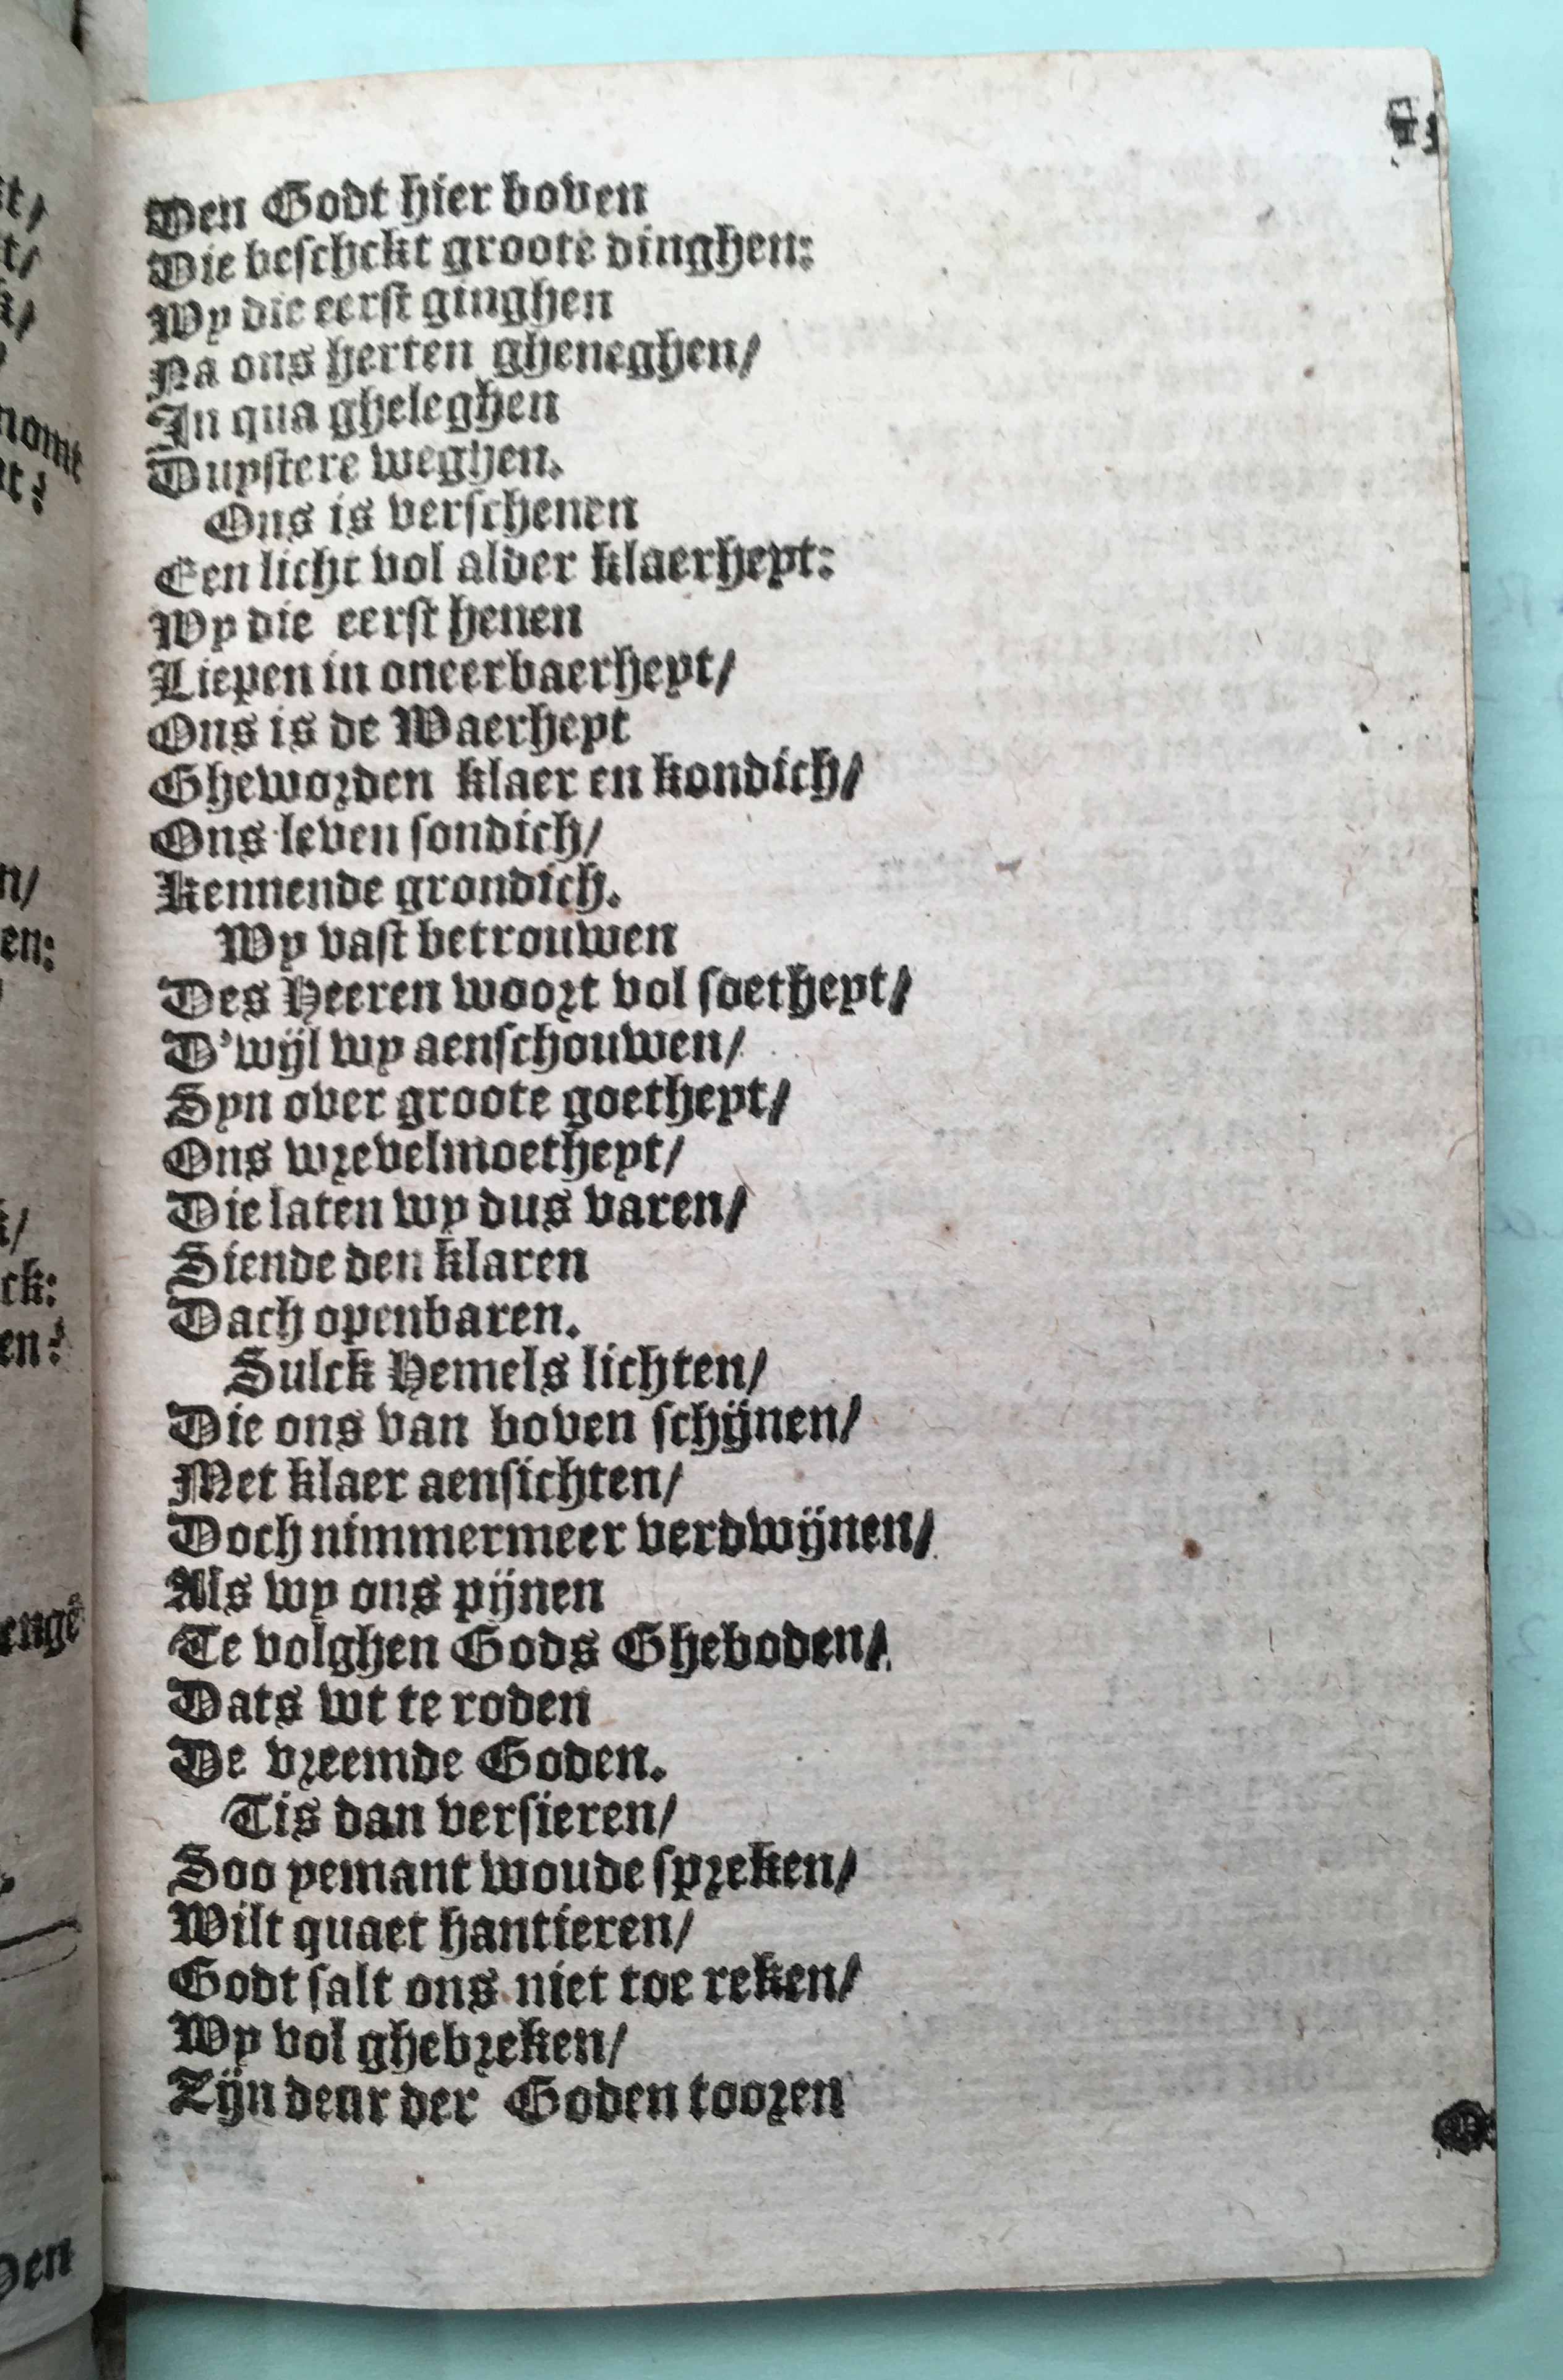 Den Godt hier boven
Die beschckt groote dinghen:
Wy die eerst ginghen
Na ons herten gheneghen/
In qua gheleghen
Duystere weghen.
Ons is verschenen
Een licht vol alder klaerheyt:
Wy die eerst henen
Liepen in oneerbaerheyt/
Ons is de Waerheyt
Gheworden klaer en kondich/
Ons leven sondich/
Kennende grondich.
Wy vast betrouwen
Des Heeren woort vol soetheyt/
D'wijl wy aenschouwen/
Syn over groote goetheyt/
Ons wrevelmoetheyt/
Die laten wy dus varen/
Siende den klaren
Dach openbaren.
Sulck Hemels lichten/
Die ons van boven schijnen/
Met klaer aensichten/
Doch nimmermeer verdwijnen/
Als wy ons pijnen
Te volghen Gods Gheboden/
Dats wt te roden
De vreemde Goden.
Tis dan versieren/
Soo yemant woude spreken/
Wilt quaet hantieren/
Godt salt ons niet toe reken/
Wy vol ghebreken/
Zijn deur der Goden tooren